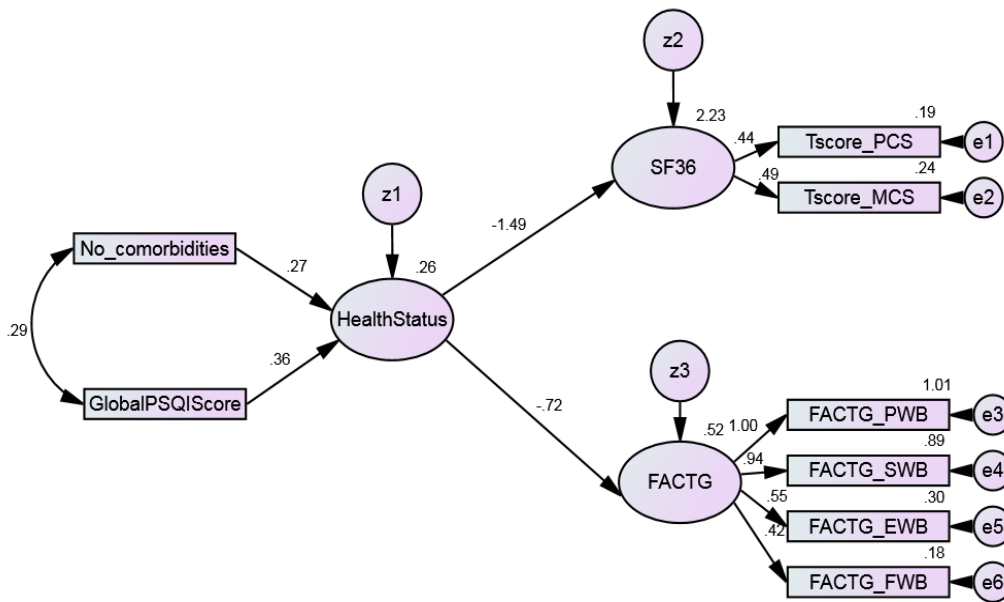 z2
2.23
SF36
.44
.49
.19
Tscore_PCS
e1
.24
Tscore_MCS
e2
z1
-1.49
No_comorbidities
.27
.26
HealthStatus
.29
.36
GlobalPSQIScore
-.72
z3
.52
1.00
FACTG
.94
.55
.42
1.01
FACTG_PWB
e3
.89
FACTG_SWB
e4
.30
FACTG_EWB
e5
.18
FACTG_FWB
e6